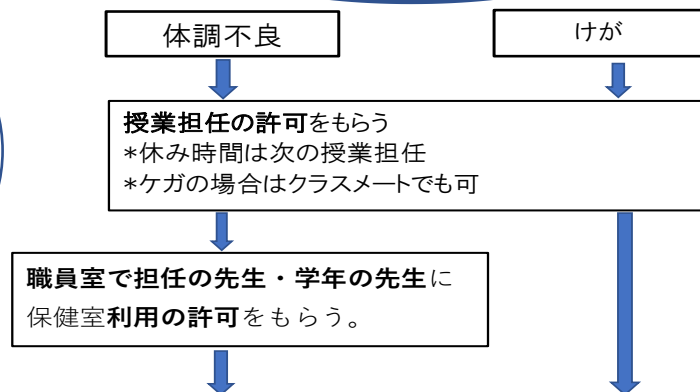 体調不良
けが
授業担任の許可をもらう
*休み時間は次の授業担任
*ケガの場合はクラスメートでも可
職員室で担任の先生・学年の先生に
保健室利用の許可をもらう。